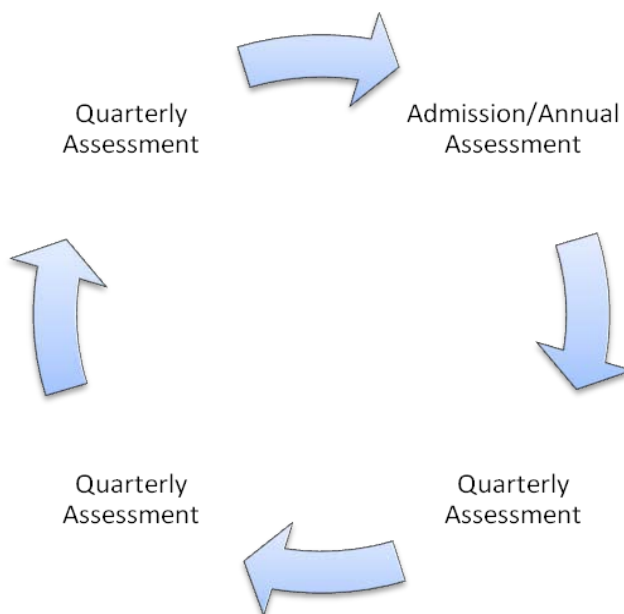 Quarterly
Assessment
Admission/Annual
Assessment
Quarterly
Assessment
Quarterly
Assessment